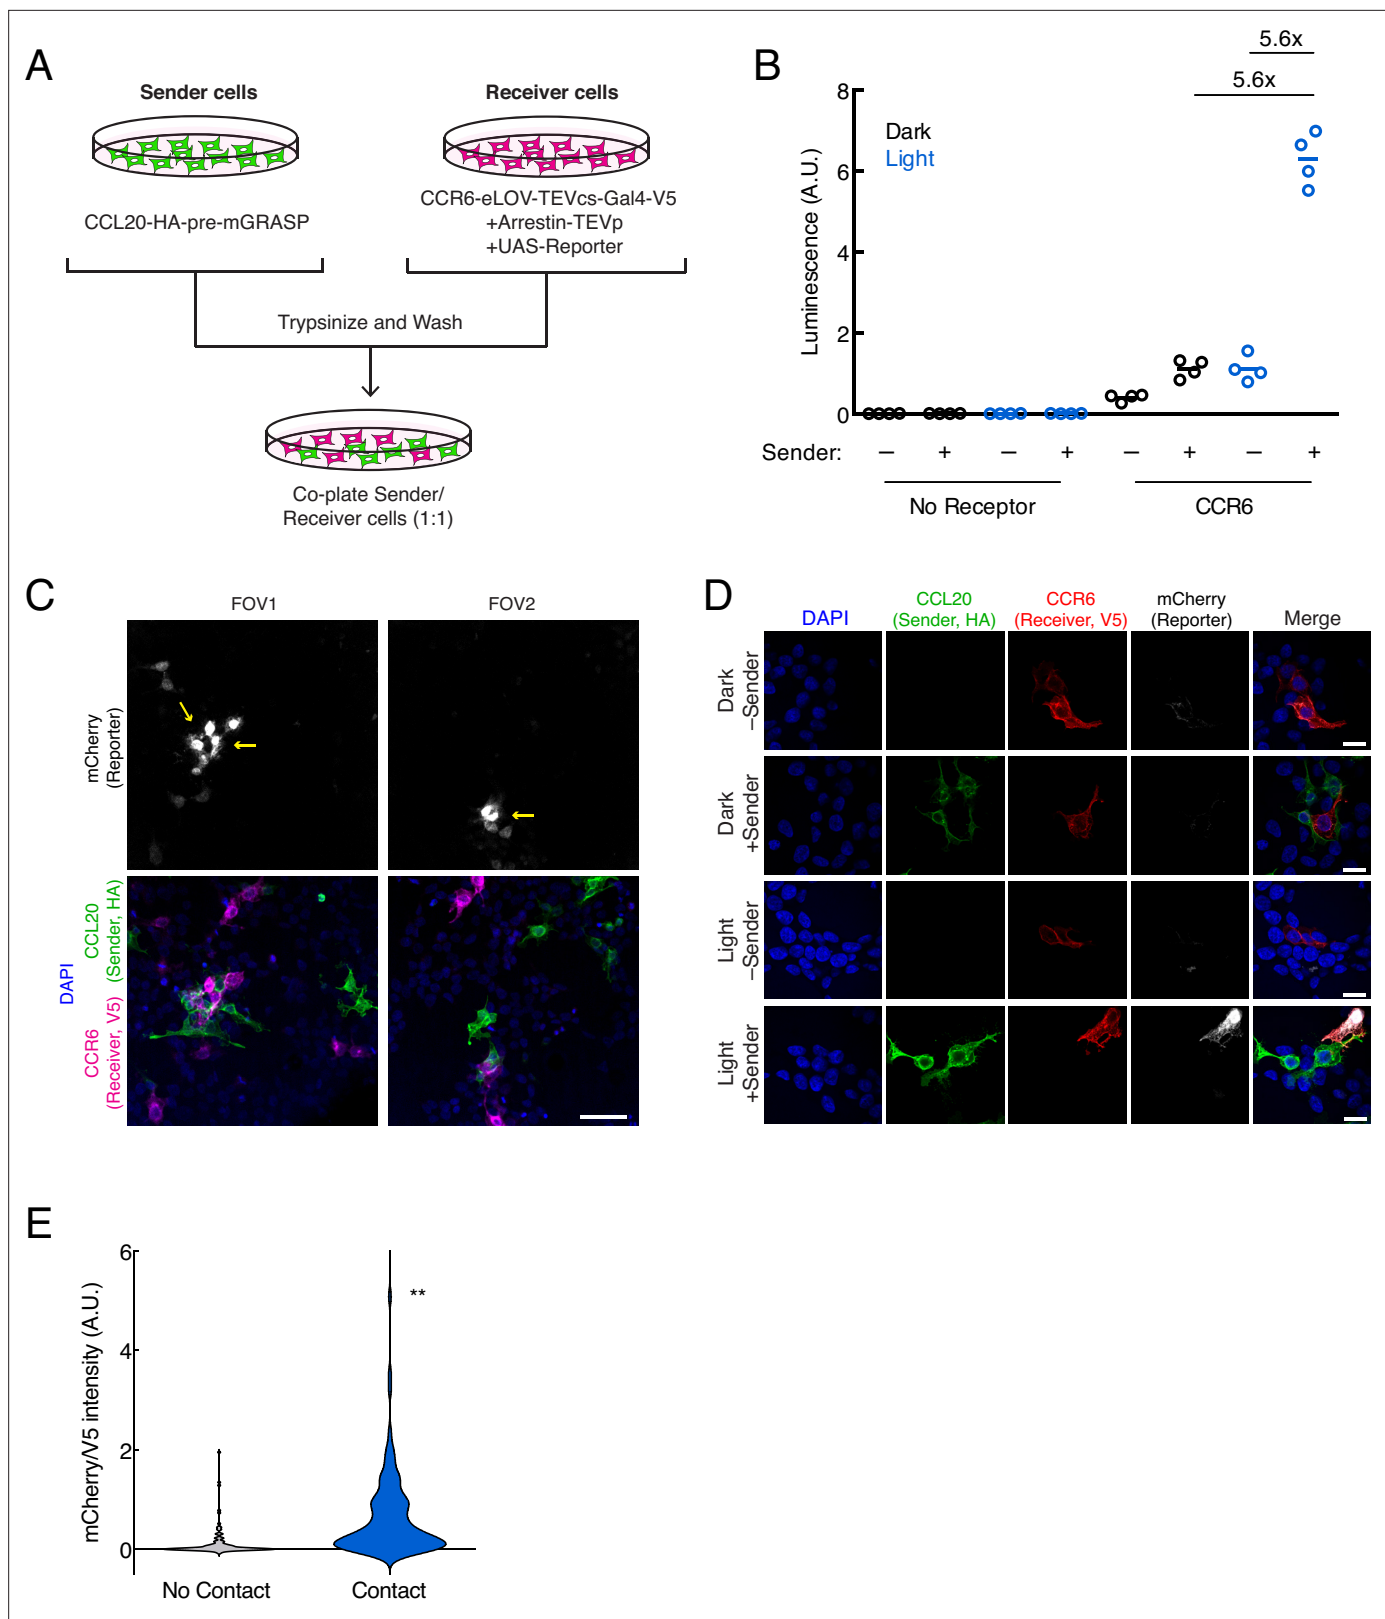 A
Sender cells
Receiver cells
CCL20-HA-pre-mGRASP
CCR6-eLOV-TEVcs-Gal4-V5
+Arrestin-TEVp
+UAS-Reporter
Trypsinize and Wash
Co-plate Sender/
Receiver cells (1:1)
B
5.6x
5.6x
Dark
Light
Luminescence (A.U.)
8
6
4
2
0
Sender: – + – + – + – +
No Receptor
CCR6
C
FOV1
FOV2
mCherry
(Reporter)
DAPI
CCL20
(Sender, HA)
CCR6
(Receiver, V5)
D
DAPI
CCL20
(Sender, HA)
CCR6
(Receiver, V5)
mCherry
(Reporter)
Merge
Dark
–Sender
Dark
+Sender
Light
–Sender
Light
+Sender
E
mCherry/V5 intensity (A.U.)
6
4
2
0
**
No Contact
Contact